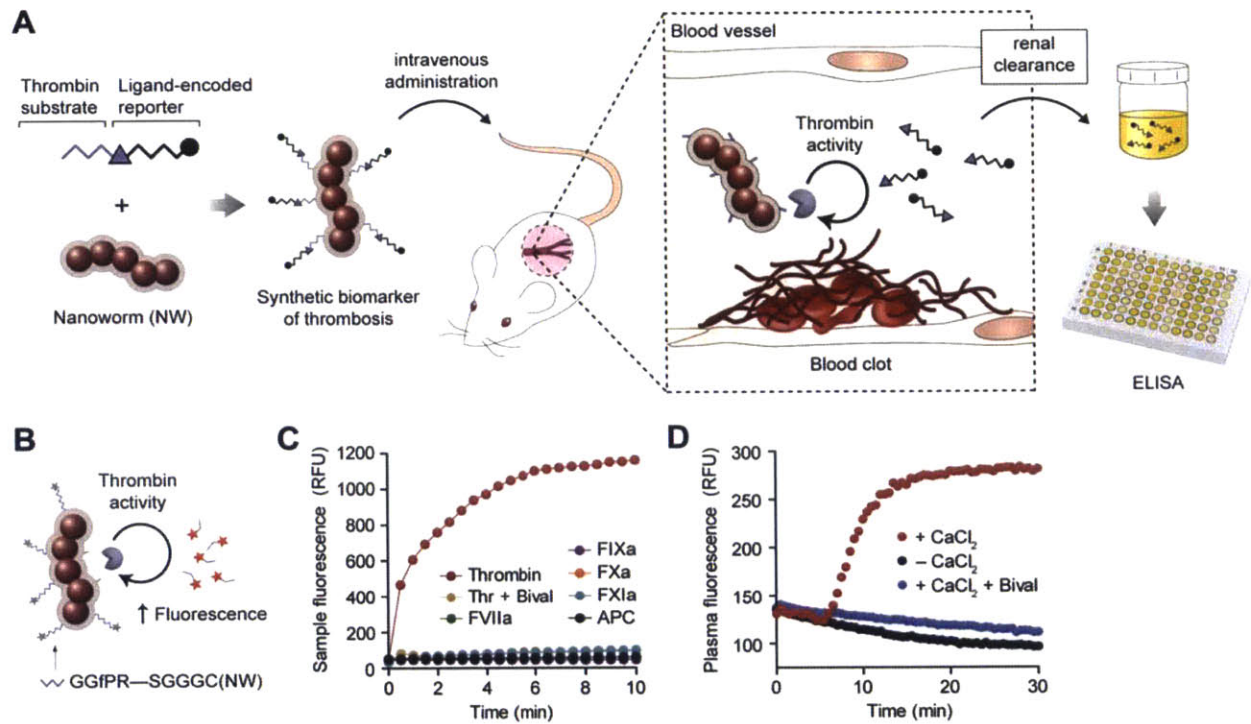 A
Thrombin
substrate
Ligand-encoded
reporter
+
Nanoworm (NW)
intravenous
administration
Synthetic biomarker
of thrombosis
Blood vessel
Thrombin
activity
Blood clot
renal
clearance
ELISA
B
Thrombin
activity
↑ Fluorescence
GGfPR—SGGGC(NW)
C
Sample fluorescence (RFU)
1200
1000
800
600
400
200
0
Thrombin
Thr + Bival
FVIIa
FIXa
FXa
FXIa
APC
0 2 4 6 8 10
Time (min)
D
Plasma fluorescence (RFU)
300
250
200
150
100
+ CaCl₂
– CaCl₂
+ CaCl₂ + Bival
0 10 20 30
Time (min)